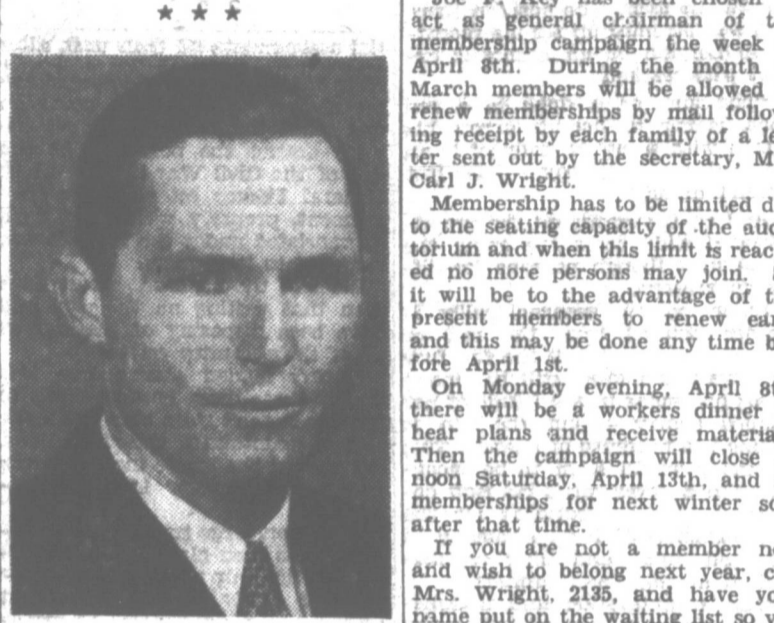 ★ ★ ★
act as general chairman of
membership campaign the week
April 8th. During the month
March members will be allowed
renew memberships by mail follow
ing receipt by each family of a le
ter sent out by the secretary, M
Carl J. Wright.
Membership has to be limited d
to the seating capacity of the aud
torium and when this limit is reac
ed no more persons may join.
it will be to the advantage of t
present members to renew ear
and this may be done any time b
fore April 1st.
On Monday evening, April 8t
there will be a workers dinner
hear plans and receive materia
Then the campaign will close
noon Saturday, April 13th, and
memberships for next winter so
after that time.
If you are not a member no
and wish to belong next year, c
Mrs. Wright, 2135, and have yo
name put on the waiting list so y